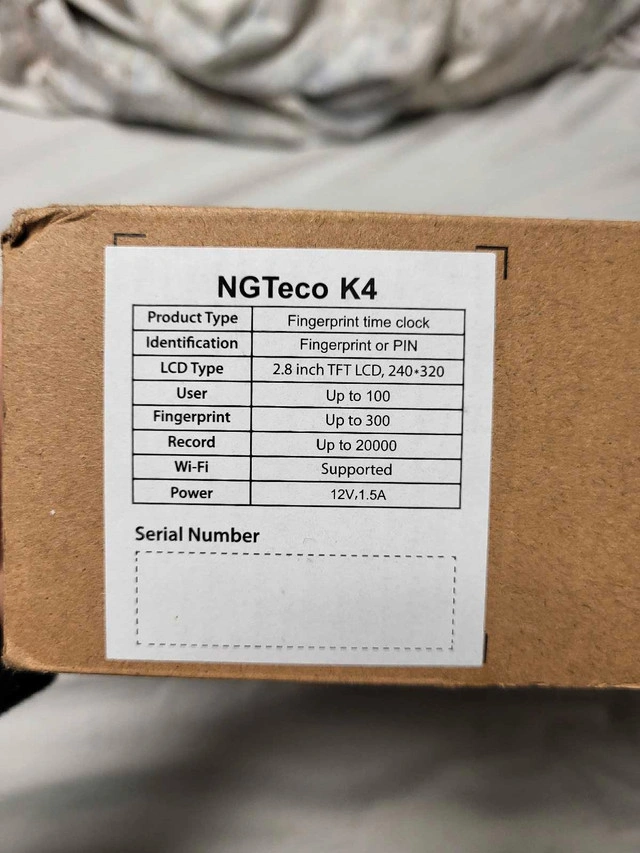 NGTeco K4
Product Type Fingerprint time clock
Identification Fingerprint or PIN
LCD Type 2.8 inch TFT LCD, 240*320
User Up to 100
Fingerprint Up to 300
Record Up to 20000
Wi-Fi Supported
Power 12V,1.5A
Serial Number